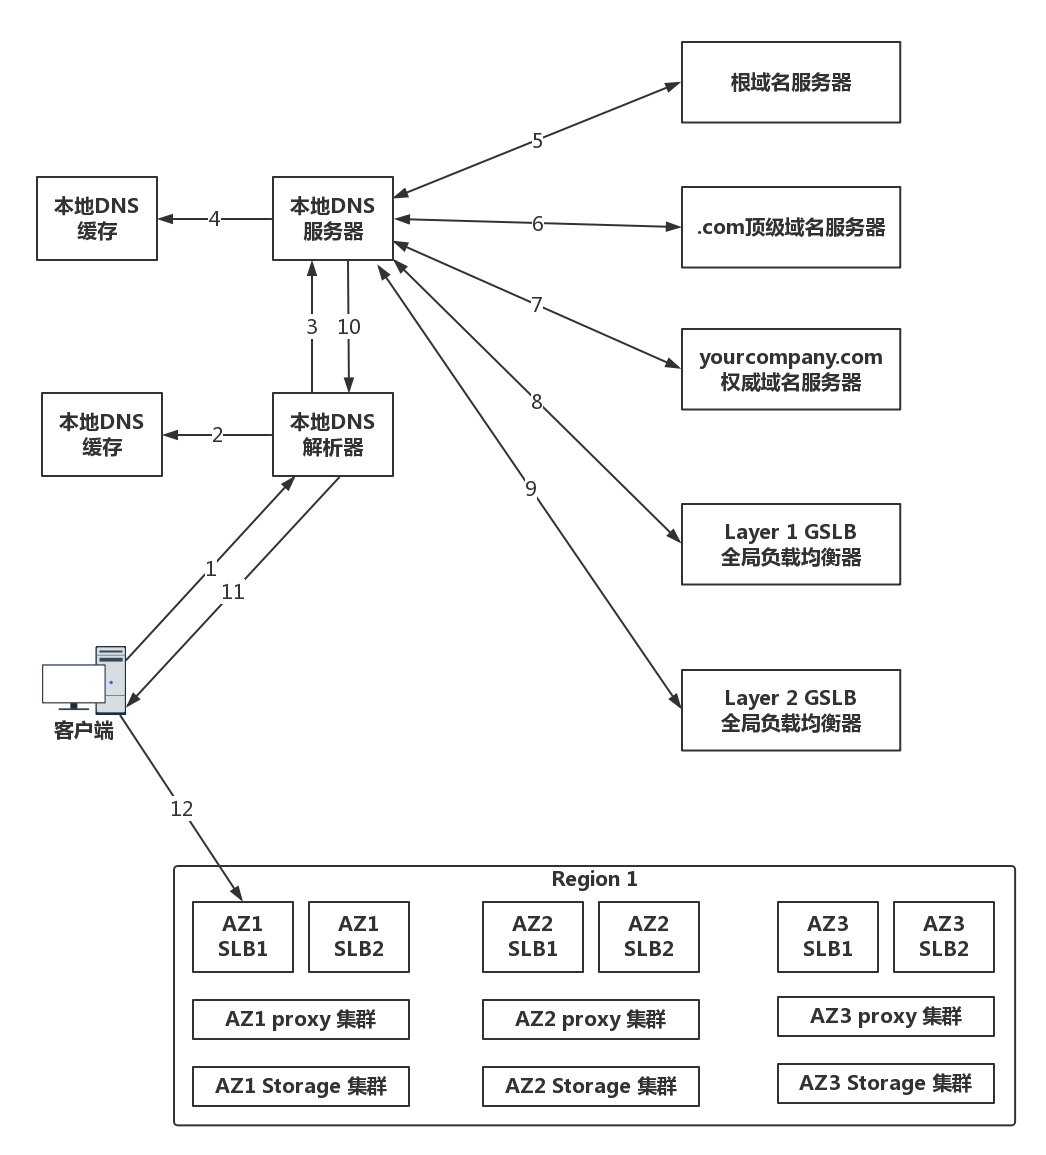 根域名服务器
5
本地DNS
缓存
4
本地DNS
服务器
6
.com顶级域名服务器
7
3
10
yourcompany.com
权威域名服务器
8
本地DNS
缓存
2
本地DNS
解析器
9
Layer 1 GSLB
全局负载均衡器
1
11
客户端
Layer 2 GSLB
全局负载均衡器
12
Region 1
AZ1
SLB1
AZ1
SLB2
AZ2
SLB1
AZ2
SLB2
AZ3
SLB1
AZ3
SLB2
AZ1 proxy 集群
AZ2 proxy 集群
AZ3 proxy 集群
AZ1 Storage 集群
AZ2 Storage 集群
AZ3 Storage 集群